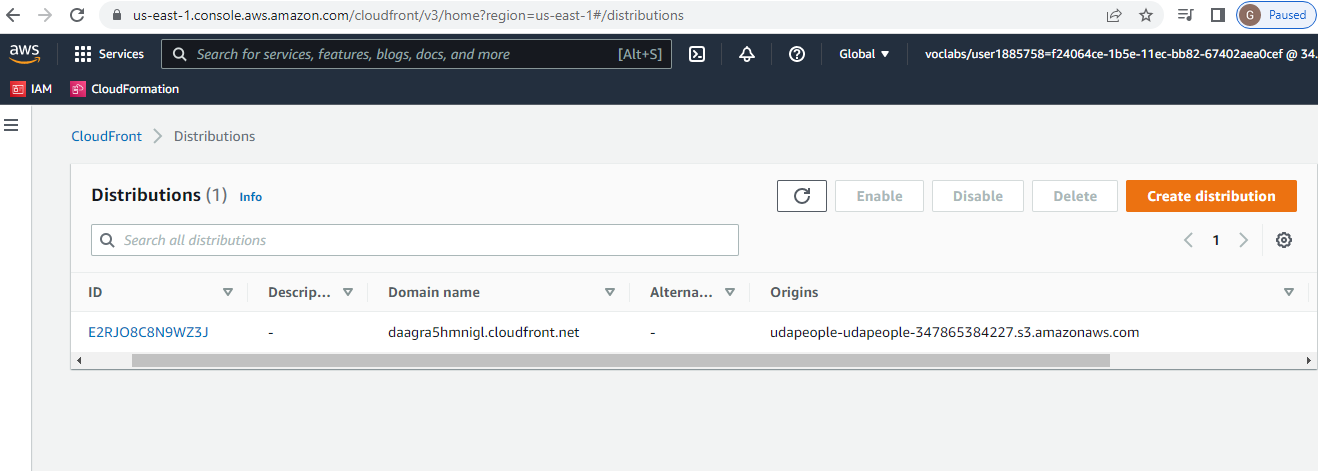 us-east-1.console.aws.amazon.com/cloudfront/v3/home?region=us-east-1#/distributions G Paused
aws Services Search for services, features, blogs, docs, and more [Alt+S] Global voclabs/user1885758=f24064ce-1b5e-11ec-bb82-67402aea0cef @ 34.
IAM CloudFormation
CloudFront Distributions
Distributions (1) Info Enable Disable Delete Create distribution
Search all distributions 1
ID Descrip... Domain name Alterna... Origins
E2RJO8C8N9WZ3J - daagra5hmnigl.cloudfront.net - udapeople-udapeople-347865384227.s3.amazonaws.com